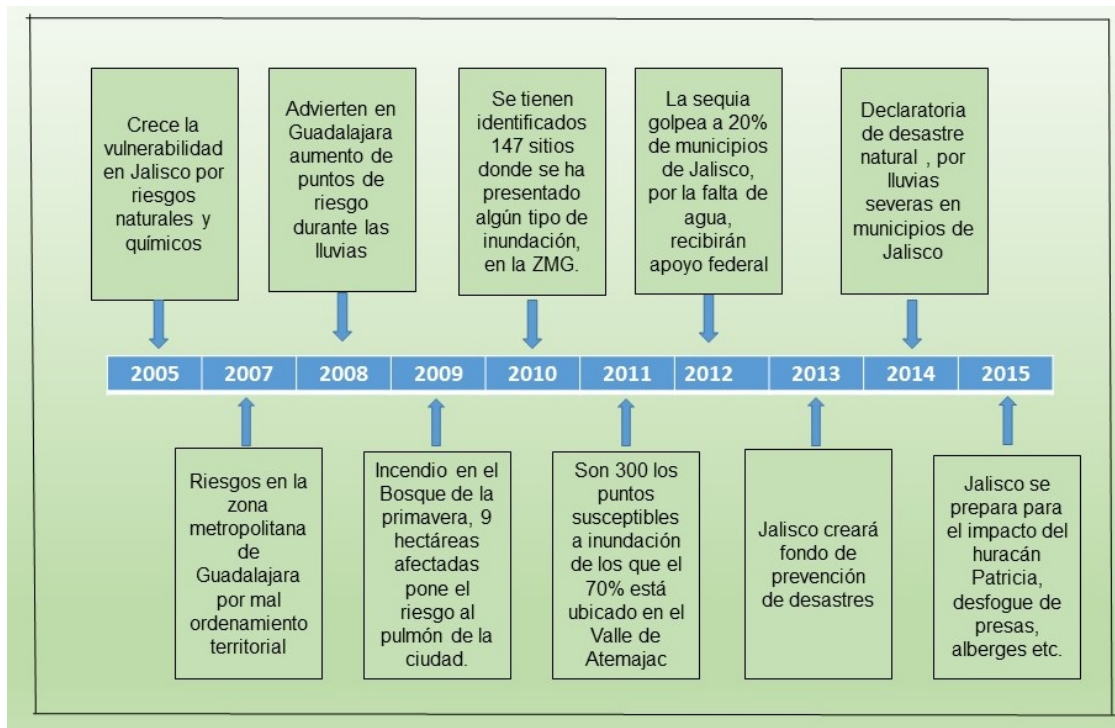 Crece la
vulnerabilidad
en Jalisco por
riesgos
naturales y
químicos
Advierten en
Guadalajara
aumento de
puntos de
riesgo
durante las
lluvias
Se tienen
identificados
147 sitios
donde se ha
presentado
algún tipo de
inundación,
en la ZMG.
La sequia
golpea a 20%
de municipios
de Jalisco,
por la falta de
agua,
recibirán
apoyo federal
Declaratoria
de desastre
natural , por
lluvias
severas en
municipios de
Jalisco
2005 2007 2008 2009 2010 2011 2012 2013 2014 2015
Riesgos en la
zona
metropolitana
de
Guadalajara
por mal
ordenamiento
territorial
Incendio en el
Bosque de la
primavera, 9
hectáreas
afectadas
pone el
riesgo al
pulmón de la
ciudad.
Son 300 los
puntos
susceptibles
a inundación
de los que el
70% está
ubicado en el
Valle de
Atemajac
Jalisco creará
fondo de
prevención
de desastres
Jalisco se
prepara para
el impacto del
huracán
Patricia,
desfogue de
presas,
alberges etc.